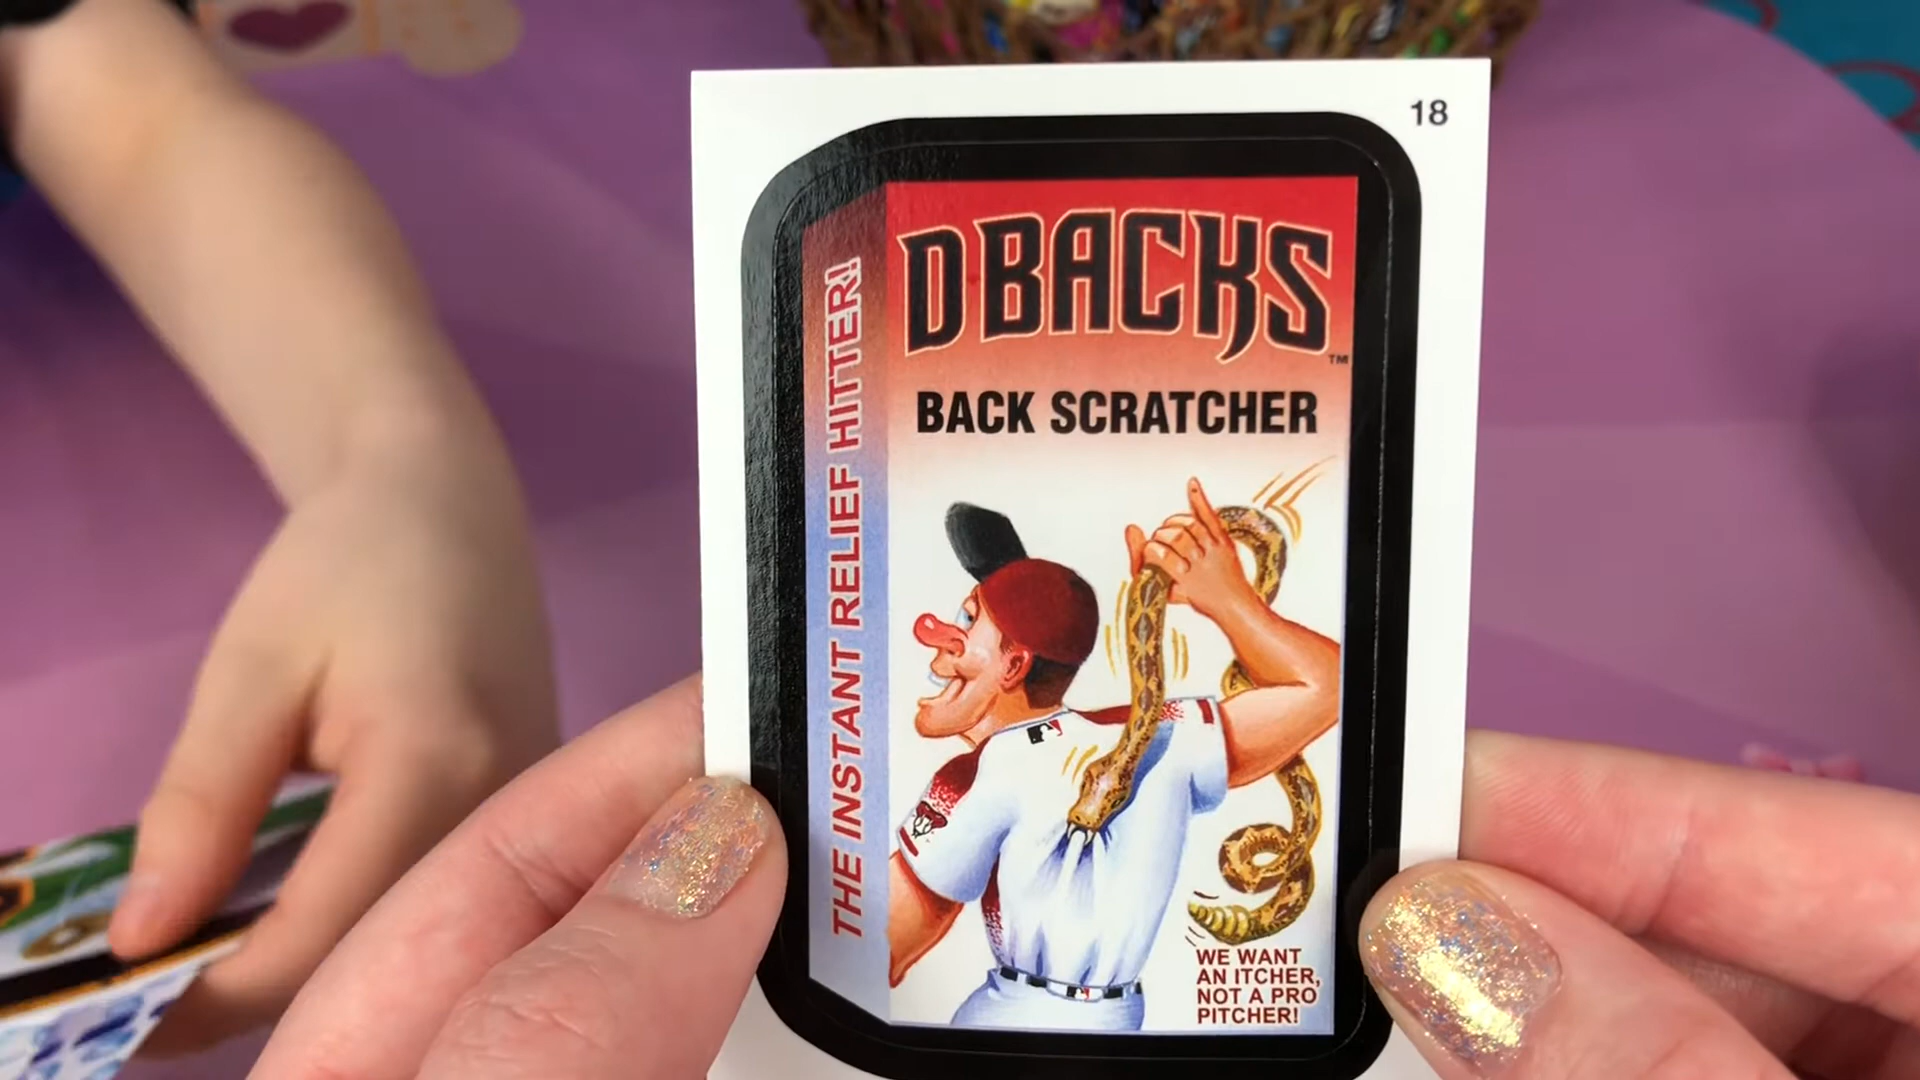 18
DBACKS
TM
BACK SCRATCHER
THE INSTANT RELIEF HITTER!
WE WANT
AN ITCHER,
NOT A PRO
PITCHER!